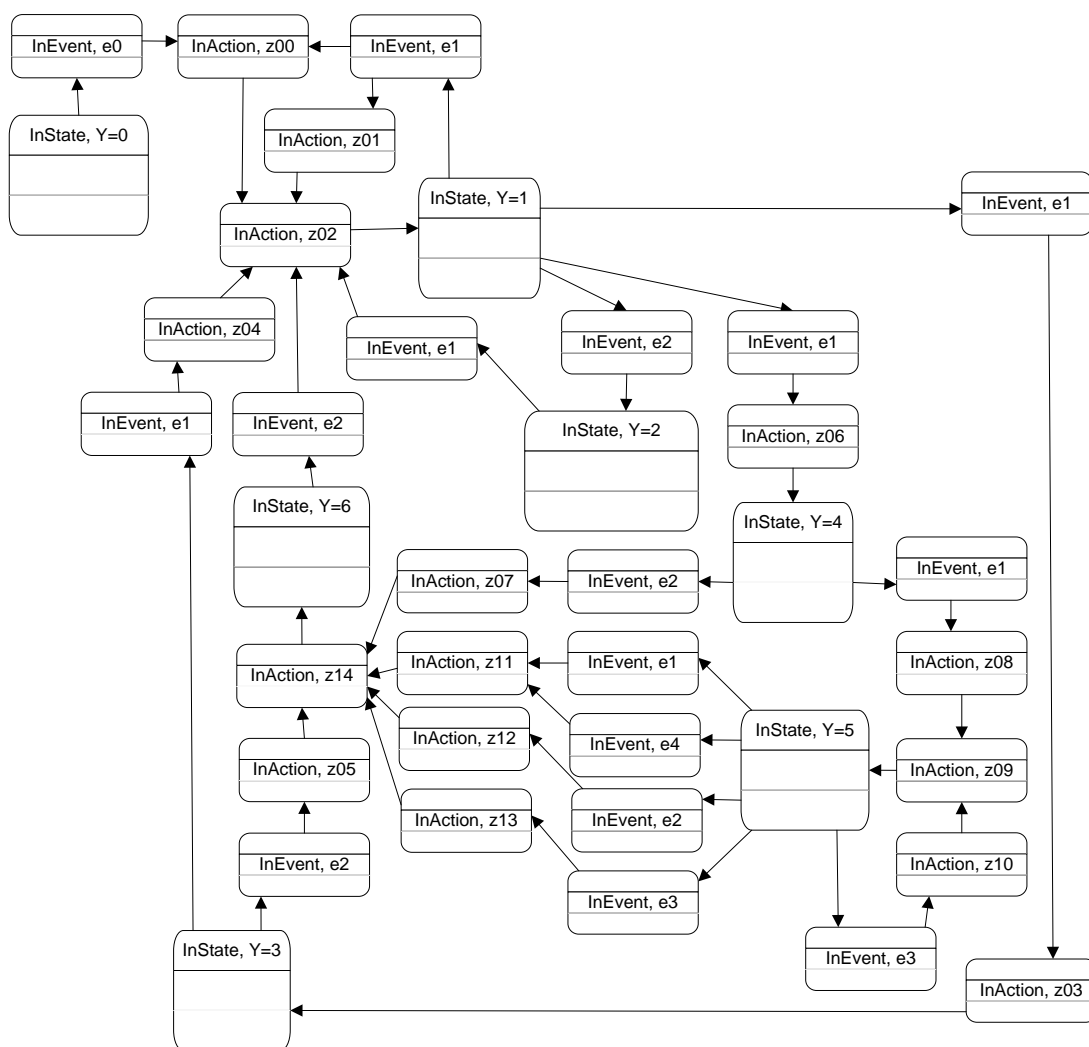 InEvent, e0
InAction, z00
InEvent, e1
InState, Y=0
InAction, z01
InState, Y=1
InEvent, e1
InAction, z02
InAction, z04
InEvent, e1
InEvent, e2
InEvent, e1
InEvent, e1
InEvent, e2
InState, Y=2
InAction, z06
InState, Y=6
InState, Y=4
InAction, z07
InEvent, e2
InEvent, e1
InAction, z14
InAction, z11
InEvent, e1
InAction, z08
InAction, z12
InEvent, e4
InState, Y=5
InAction, z05
InAction, z09
InAction, z13
InEvent, e2
InEvent, e2
InAction, z10
InEvent, e3
InState, Y=3
InEvent, e3
InAction, z03